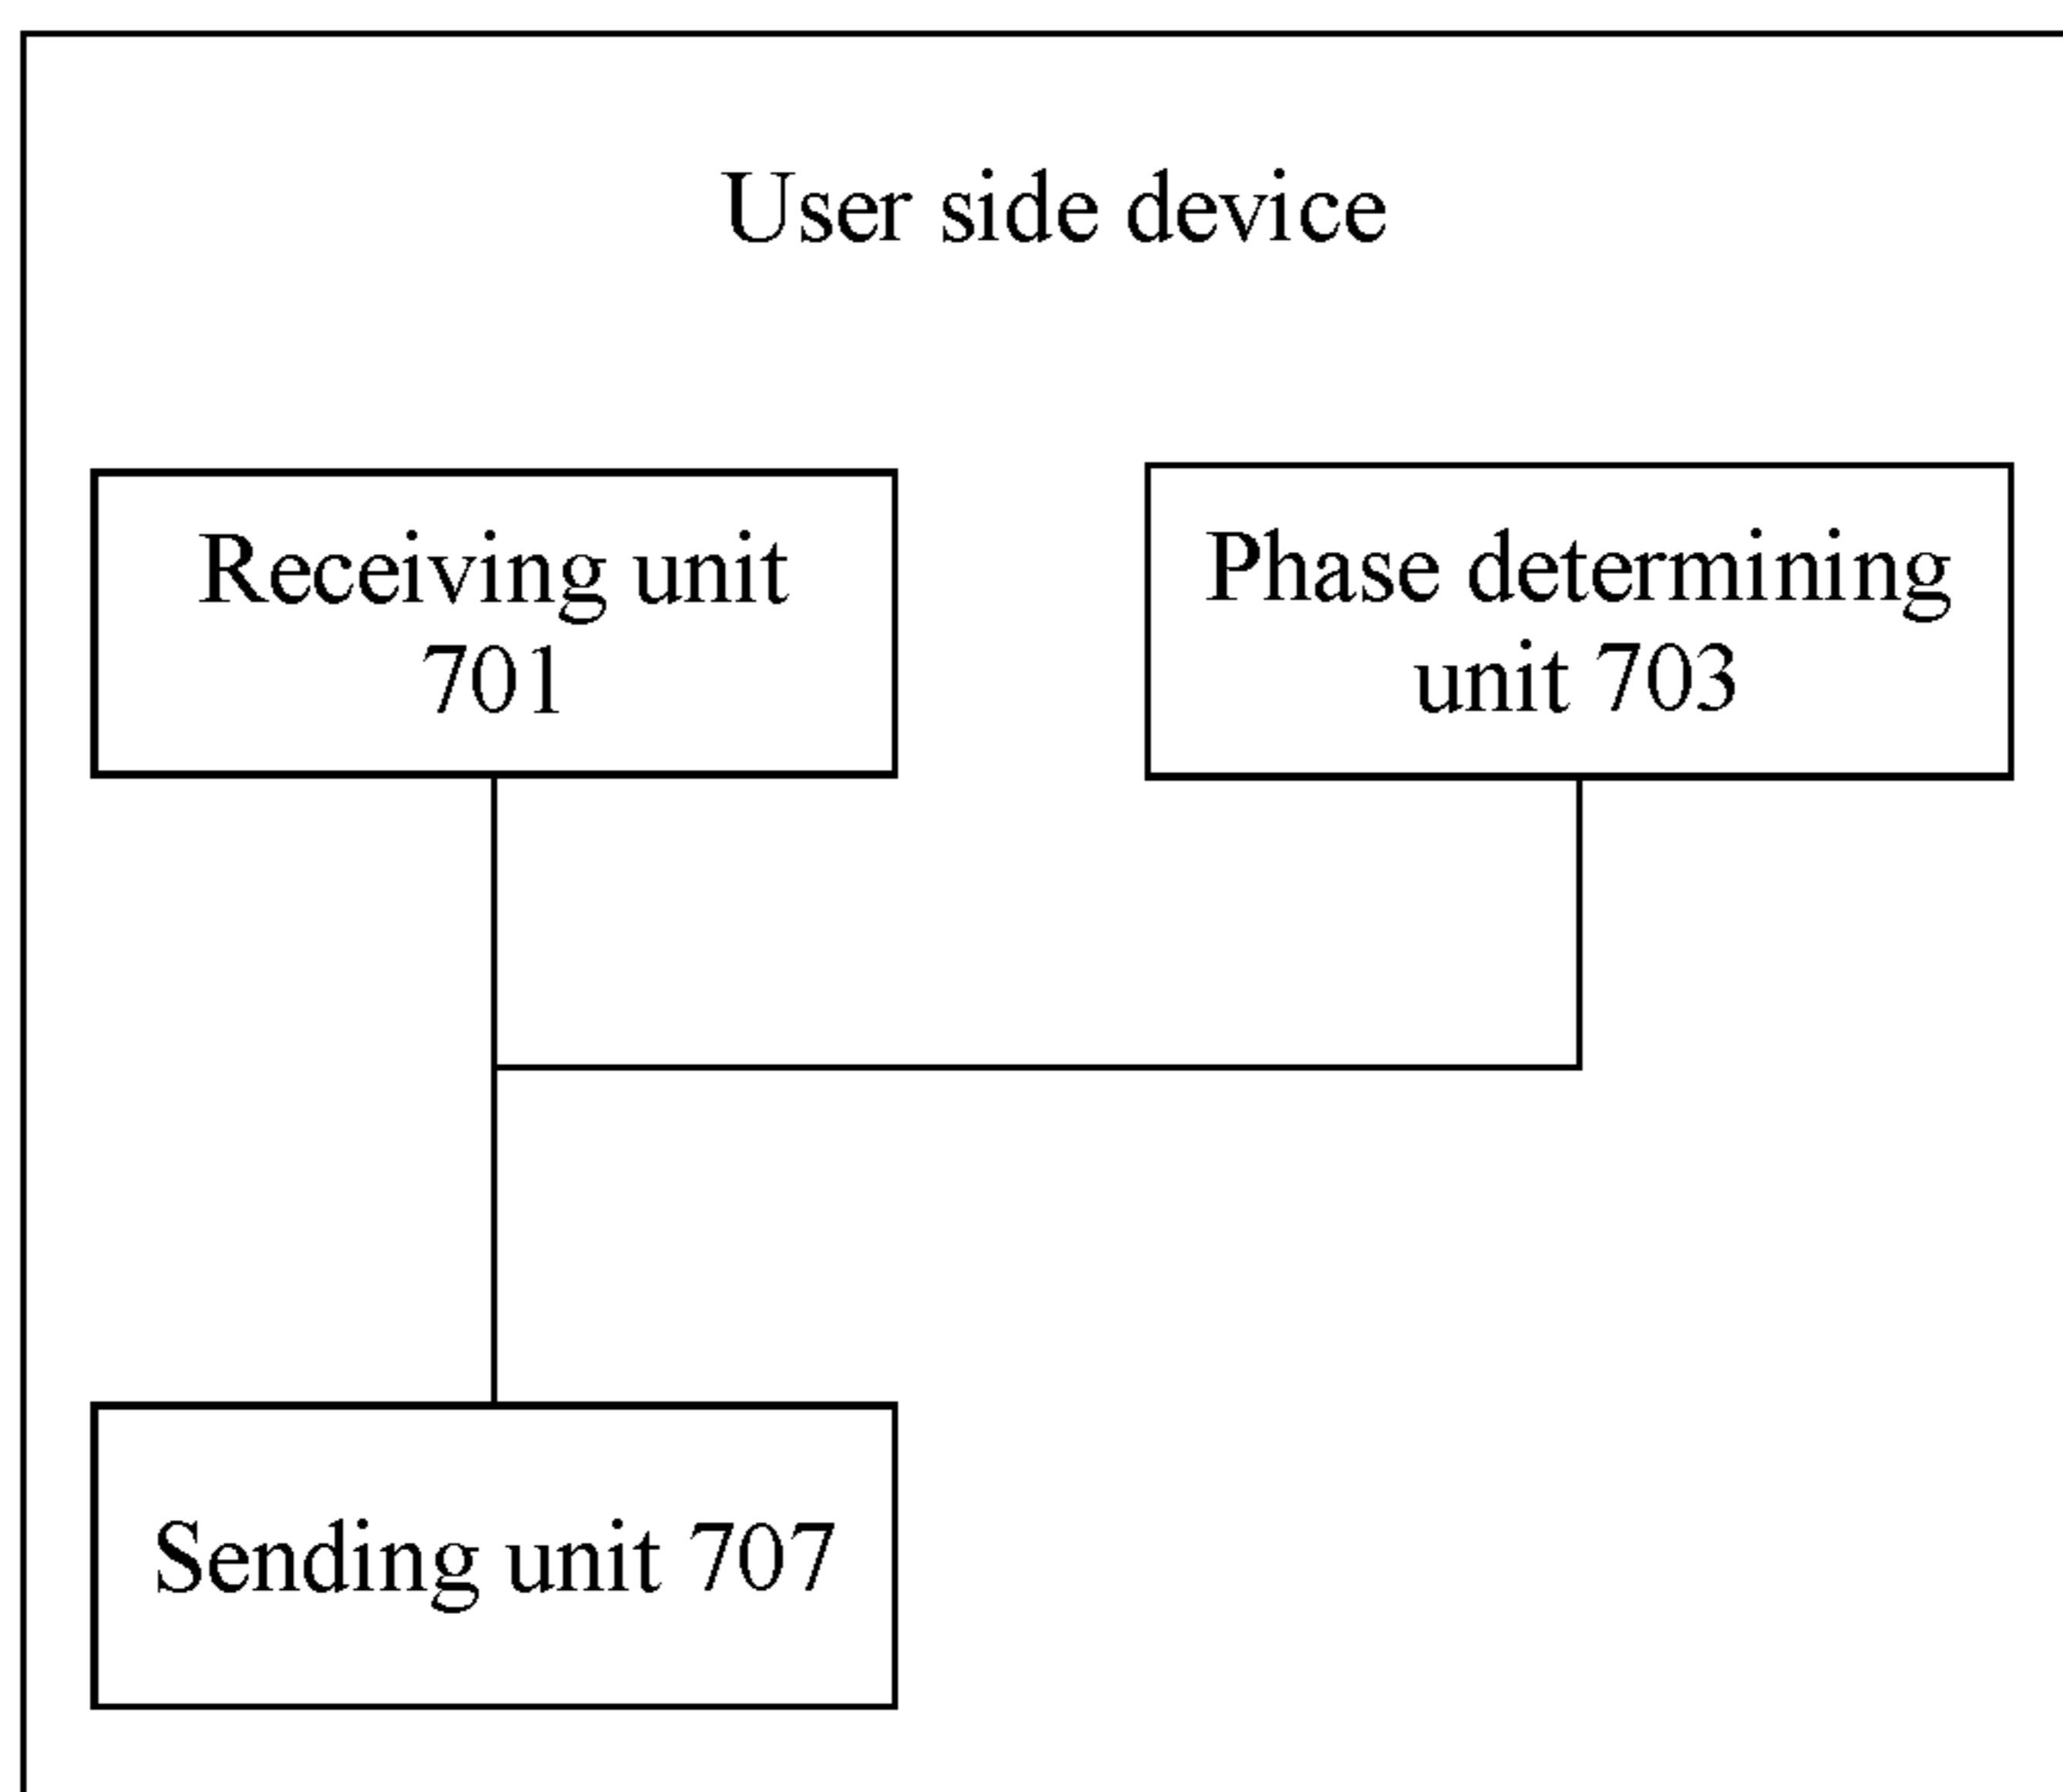 User side device
Receiving unit
701
Phase determining
unit 703
Sending unit 707